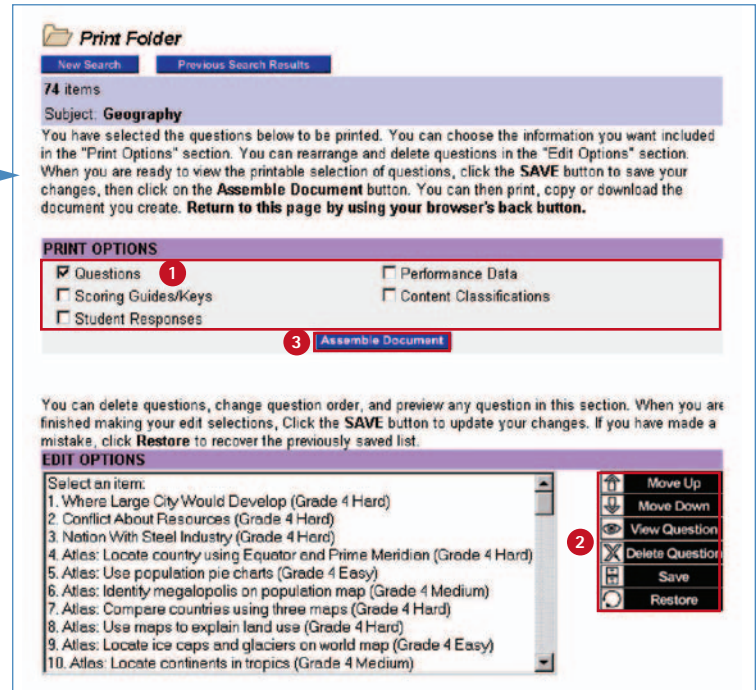 Print Folder
New Search Previous Search Results
74 items
Subject: Geography
You have selected the questions below to be printed. You can choose the information you want included
in the "Print Options" section. You can rearrange and delete questions in the "Edit Options" section.
When you are ready to view the printable selection of questions, click the SAVE button to save your
changes, then click on the Assemble Document button. You can then print, copy or download the
document you create. Return to this page by using your browser's back button.
PRINT OPTIONS
Questions 1 Performance Data
Scoring Guides/Keys Content Classifications
Student Responses
3 Assemble Document
You can delete questions, change question order, and preview any question in this section. When you are
finished making your edit selections, Click the SAVE button to update your changes. If you have made a
mistake, click Restore to recover the previously saved list.
EDIT OPTIONS
Select an item:
1. Where Large City Would Develop (Grade 4 Hard)
2. Conflict About Resources (Grade 4 Hard)
3. Nation With Steel Industry (Grade 4 Hard)
4. Atlas: Locate country using Equator and Prime Meridian (Grade 4 Hard)
5. Atlas: Use population pie charts (Grade 4 Easy)
6. Atlas: Identify megalopolis on population map (Grade 4 Medium)
7. Atlas: Compare countries using three maps (Grade 4 Hard)
8. Atlas: Use maps to explain land use (Grade 4 Hard)
9. Atlas: Locate ice caps and glaciers on world map (Grade 4 Easy)
10. Atlas: Locate continents in tropics (Grade 4 Medium)
2
Move Up
Move Down
View Question
Delete Question
Save
Restore